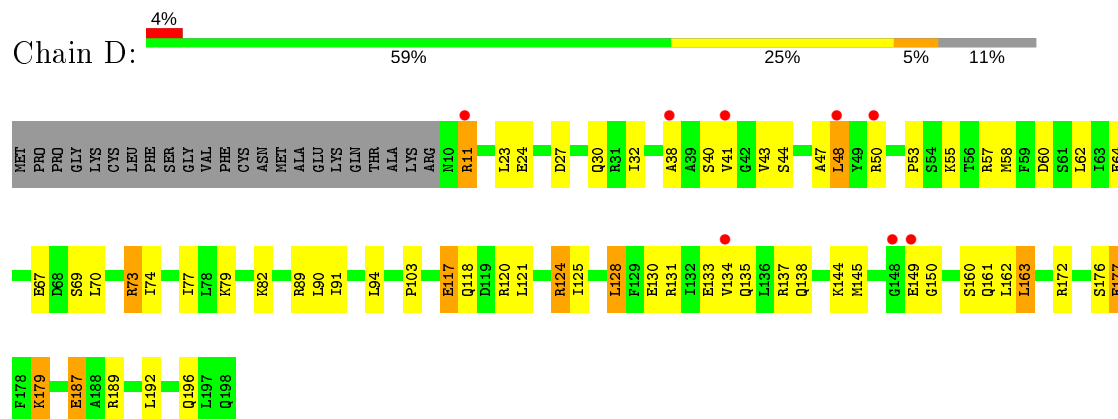 4%
Chain D:
59% 25% 5% 11%
MET PRO PRO GLY LYS CYS LEU PHE SER GLY VAL PHE CYS ASN MET ALA GLU LYS GLN THR ALA LYS ARG N10 R11 L23 E24 D27 Q30 R31 I32 A38 A39 S40 V41 G42 V43 S44 A47 L48 Y49 R50 P53 S54 K55 T56 R57 M58 F59 D60 S61 L62 I63
E67 D68 S69 L70 R73 I74 I77 L78 K79 K82 R89 L90 I91 L94 P103 E117 Q118 D119 R120 L121 R124 I125 L128 F129 E130 R131 I132 E133 V134 Q135 L136 R137 Q138 K144 M145 G148 E149 G150 S160 Q161 L162 L163 R172 S176
F178 K179 E187 A188 R189 L192 Q196 L197 Q198